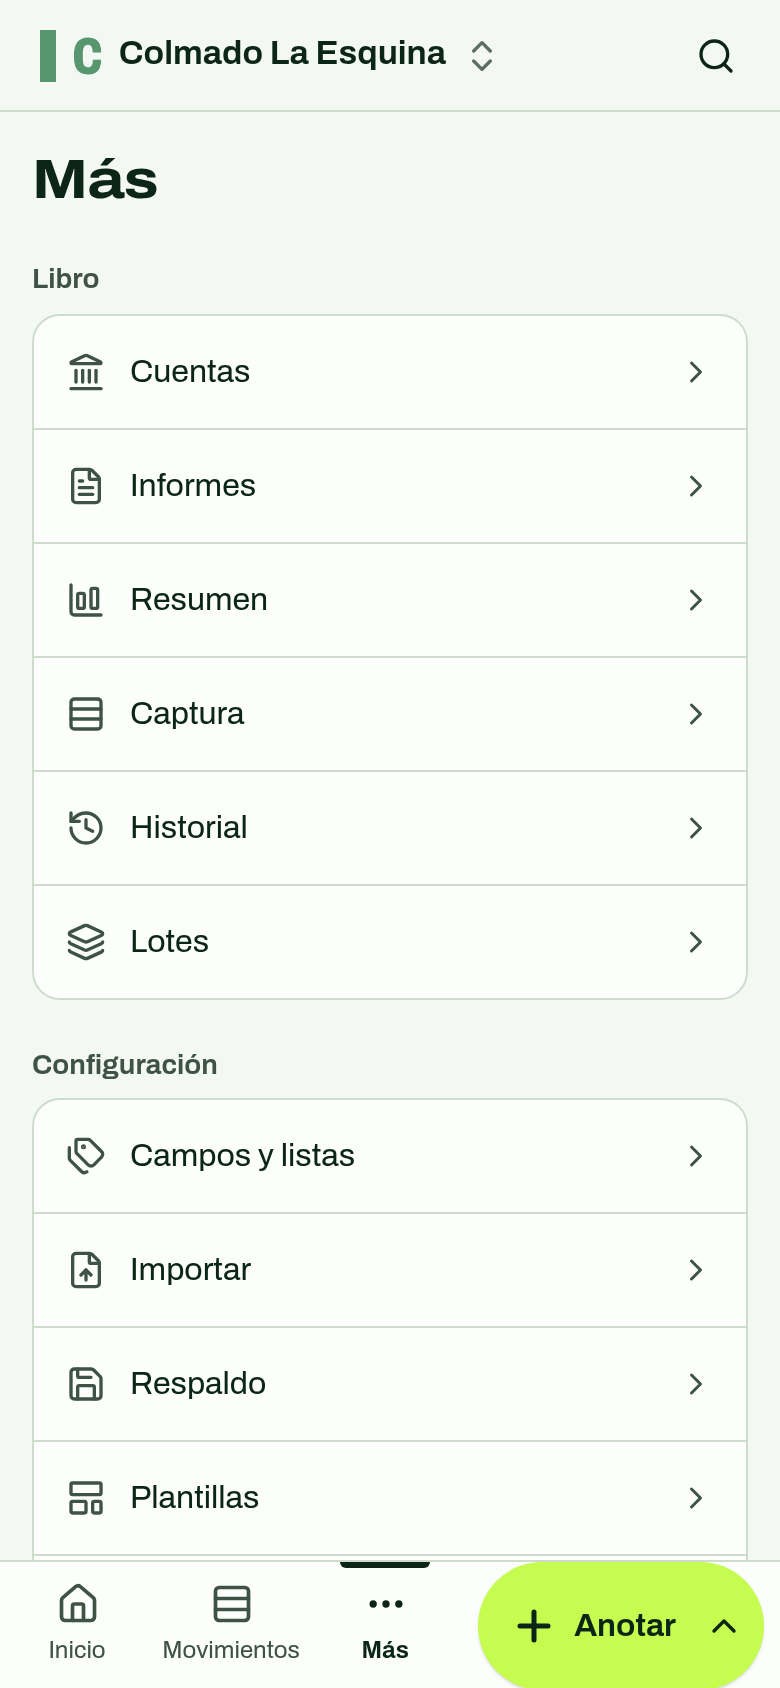 C Colmado La Esquina
Más
Libro
Cuentas
Informes
Resumen
Captura
Historial
Lotes
Configuración
Campos y listas
Importar
Respaldo
Plantillas
Inicio Movimientos Más Anotar